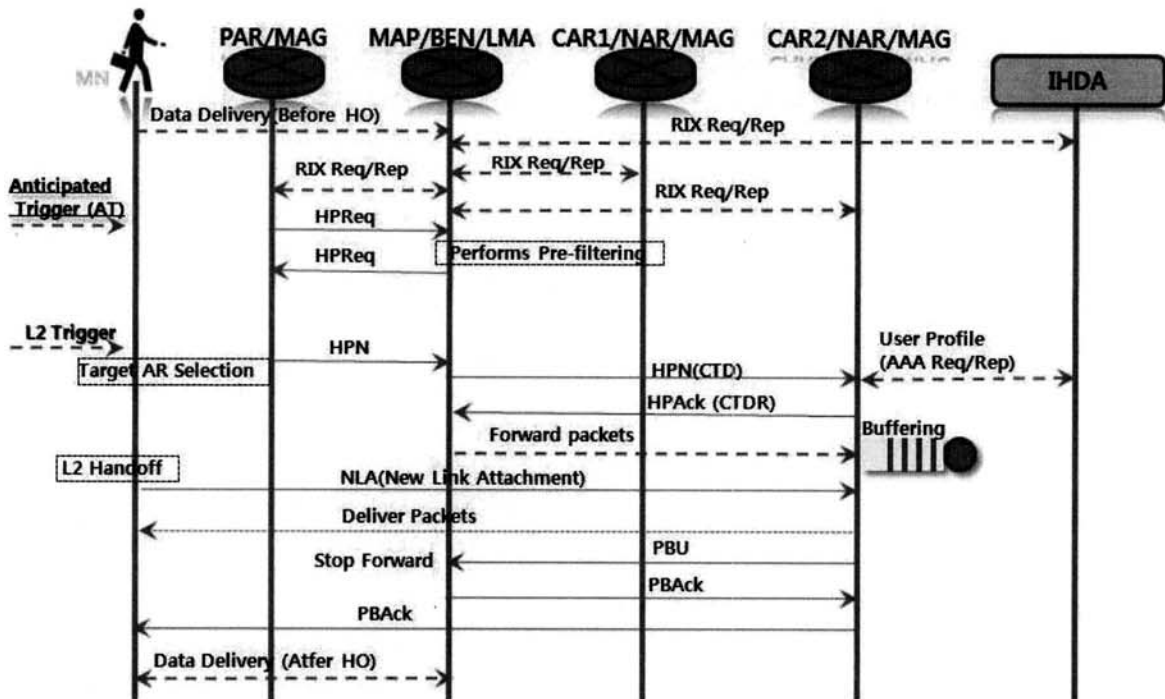 PAR/MAG MAP/BEN/LMA CAR1/NAR/MAG CAR2/NAR/MAG
MN
IHDA
Data Delivery(Before HO)
RIX Req/Rep
RIX Req/Rep
RIX Req/Rep
RIX Req/Rep
Anticipated
Trigger (AT)
HPReq
Performs Pre-filtering
HPReq
L2 Trigger
HPN
User Profile
(AAA Req/Rep)
Target AR Selection
HPN(CTD)
HPAck (CTDR)
Buffering
Forward packets
L2 Handoff
NLA(New Link Attachment)
Deliver Packets
PBU
Stop Forward
PBAck
PBAck
Data Delivery (Atfer HO)